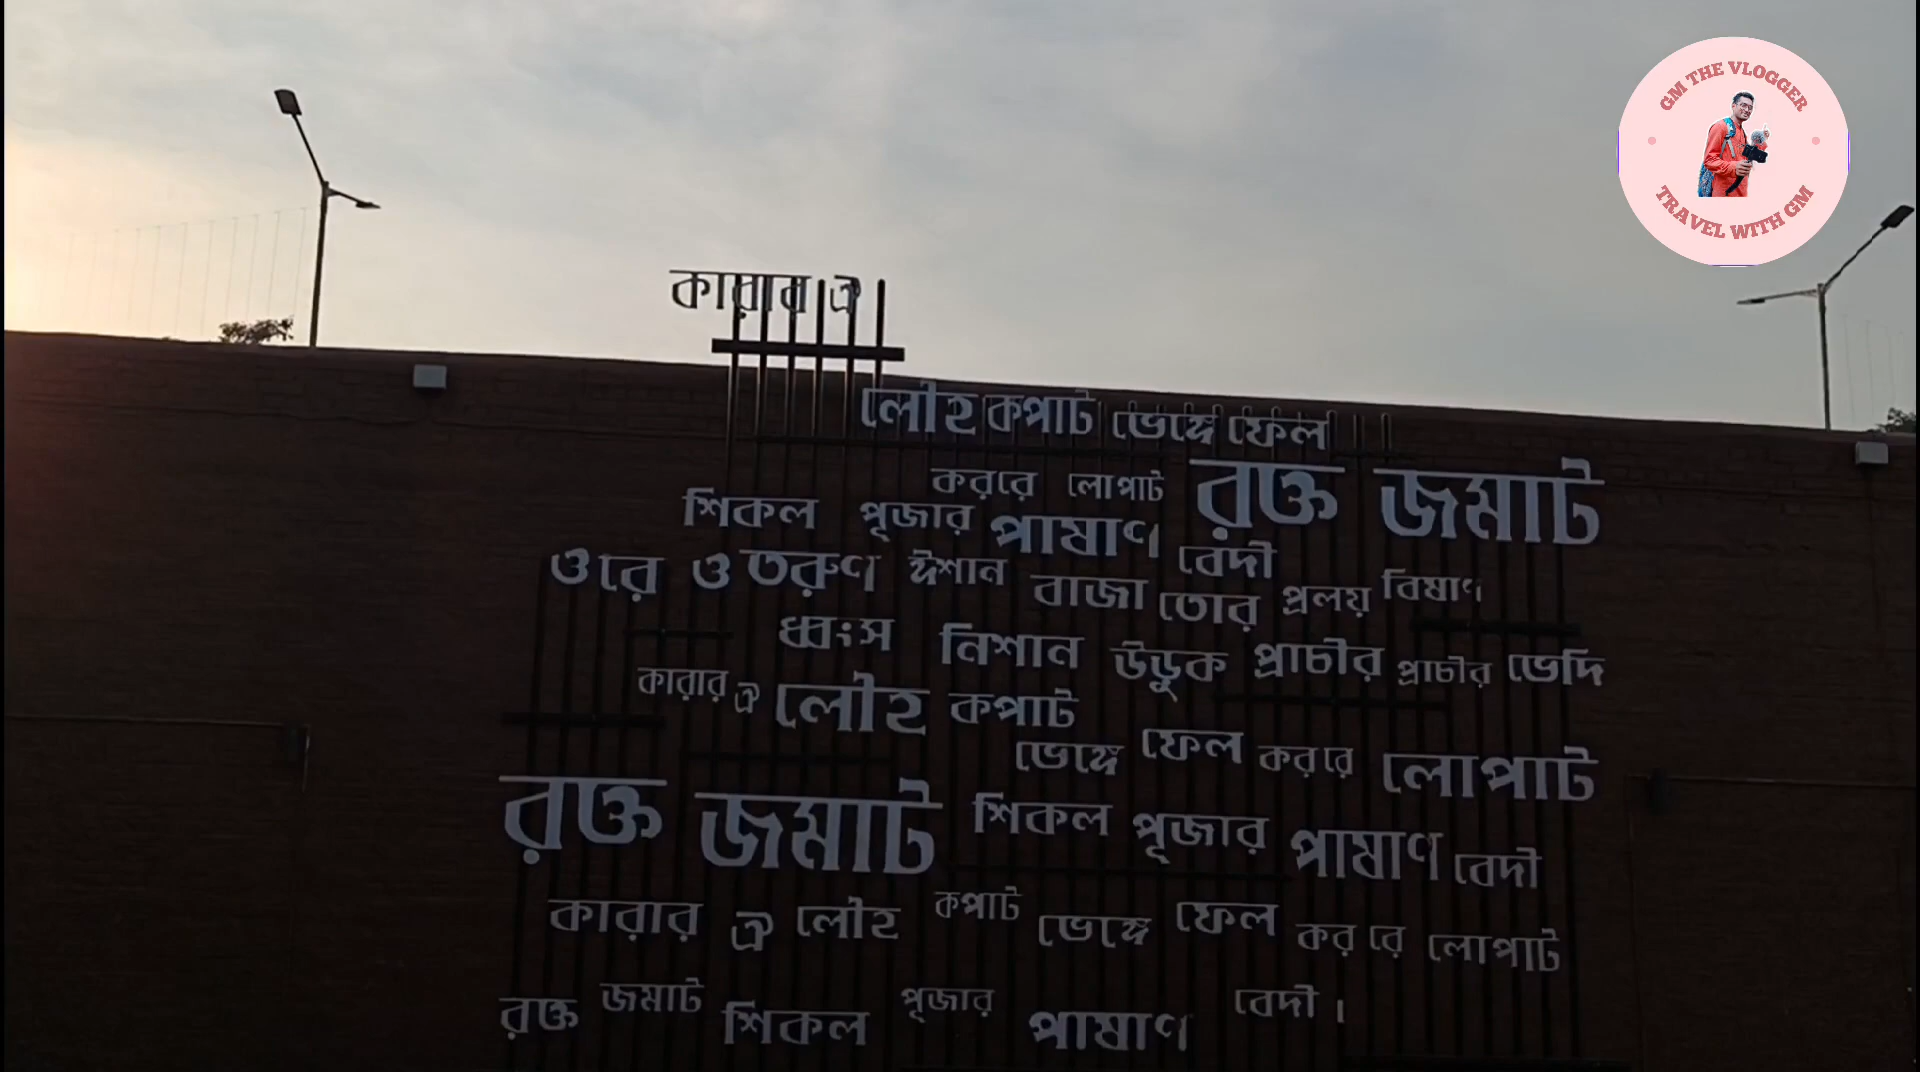 GM THE VLOGGER
TRAVEL WITH GM
কারার ঐ
লৌহ কপাট ভেঙ্গে ফেল
কররে লোপাট রক্ত জমাট
শিকল পূজার পাষাণ বেদী
ওরে ও তরুণ ঈশান বাজা তোর প্রলয় বিষাণ
ধ্বংস নিশান উড়ুক প্রাচীর প্রাচীর ভেদি
কারার ঐ লৌহ কপাট
ভেঙ্গে ফেল কররে লোপাট
রক্ত জমাট শিকল পূজার পাষাণ বেদী
কারার ঐ লৌহ কপাট ভেঙ্গে ফেল কর রে লোপাট
রক্ত জমাট শিকল পূজার পাষাণ বেদী ।